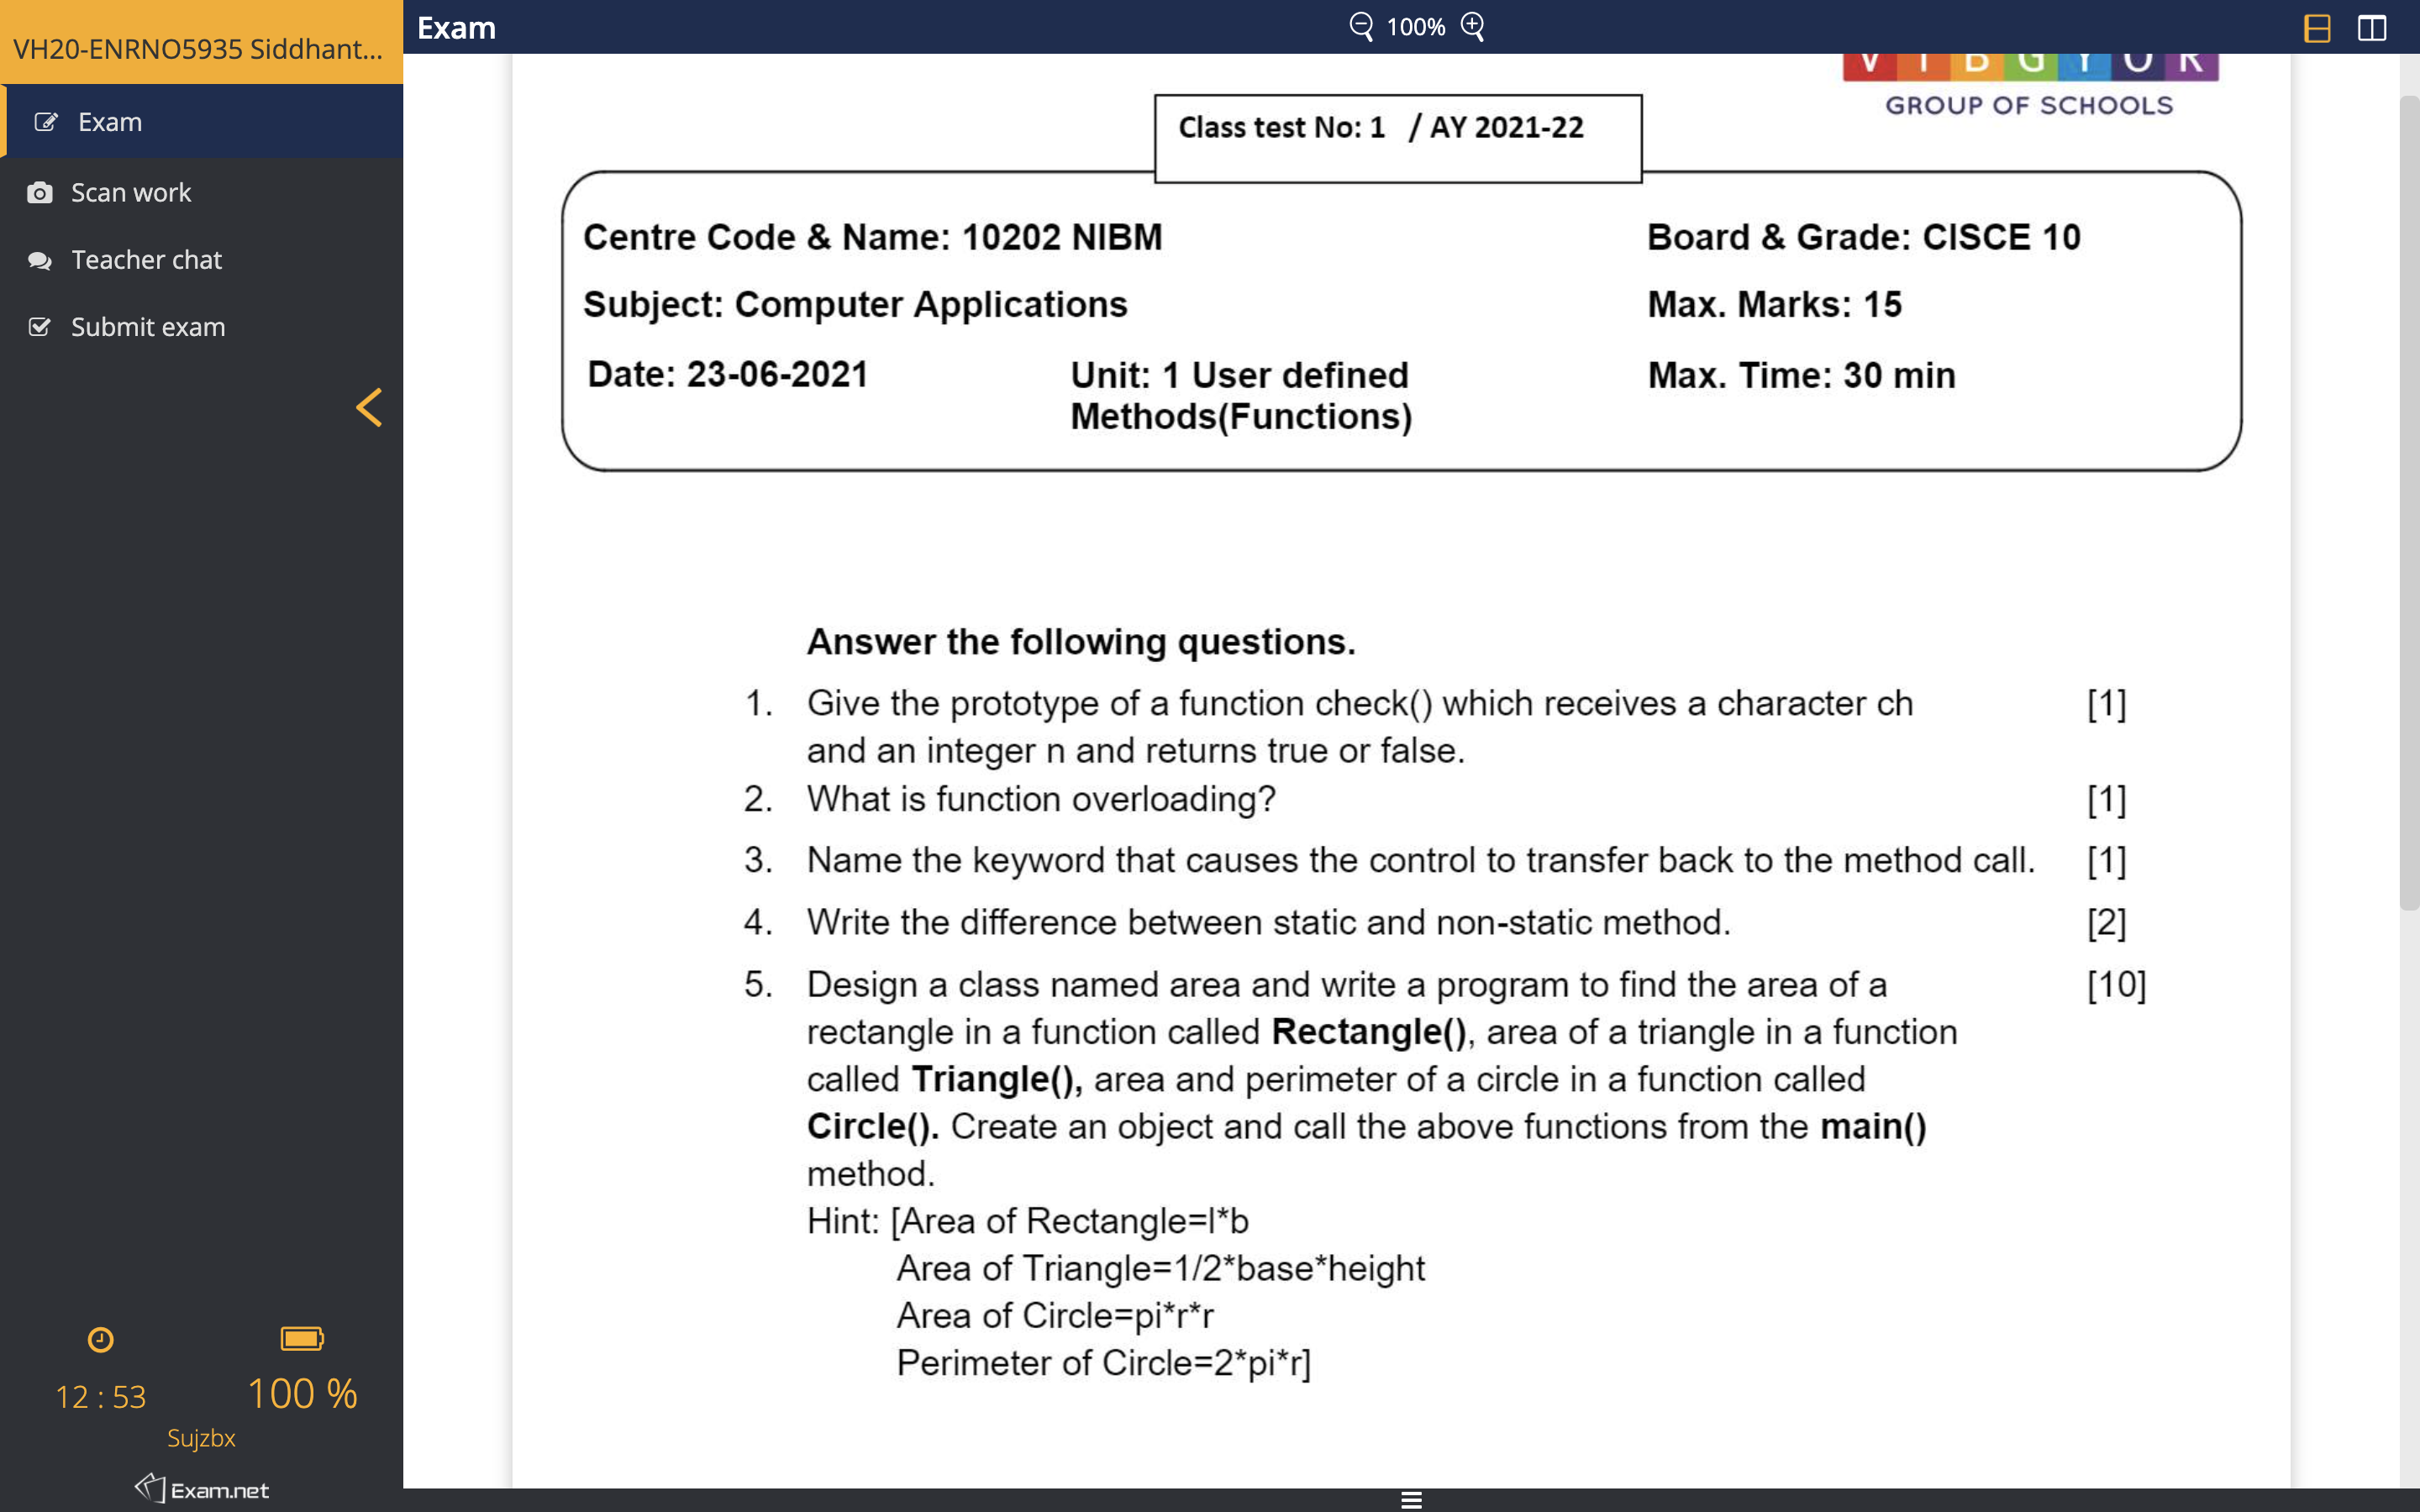 VH20-ENRNO5935 Siddhant...
Exam
Scan work
Teacher chat
Submit exam
12 : 53
100 %
Sujzbx
Exam.net
Exam
100%
VIBGYOR
GROUP OF SCHOOLS
Class test No: 1 / AY 2021-22
Centre Code & Name: 10202 NIBM
Board & Grade: CISCE 10
Subject: Computer Applications
Max. Marks: 15
Date: 23-06-2021
Unit: 1 User defined
Methods(Functions)
Max. Time: 30 min
Answer the following questions.
1. Give the prototype of a function check() which receives a character ch [1]
and an integer n and returns true or false.
2. What is function overloading? [1]
3. Name the keyword that causes the control to transfer back to the method call. [1]
4. Write the difference between static and non-static method. [2]
5. Design a class named area and write a program to find the area of a [10]
rectangle in a function called Rectangle(), area of a triangle in a function
called Triangle(), area and perimeter of a circle in a function called
Circle(). Create an object and call the above functions from the main()
method.
Hint: [Area of Rectangle=l*b
Area of Triangle=1/2*base*height
Area of Circle=pi*r*r
Perimeter of Circle=2*pi*r]